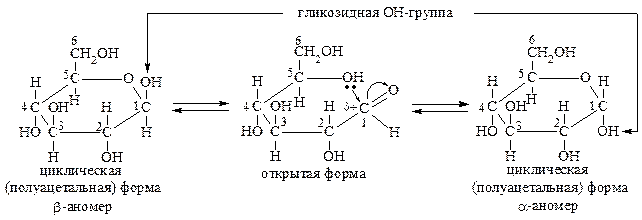 гликозидная ОН-группа
6
CH2OH
5
H
O
OH
H
4
OH
H
1
HO
3
2
H
H
OH
циклическая
(полуацетальная) форма
β-аномер
6
CH2OH
5
H
OH
H
4
OH
H
δ+
C
O
HO
3
2
1
H
H
OH
открытая форма
6
CH2OH
5
H
O
H
H
4
OH
H
1
HO
3
2
OH
H
OH
циклическая
(полуацетальная) форма
α-аномер